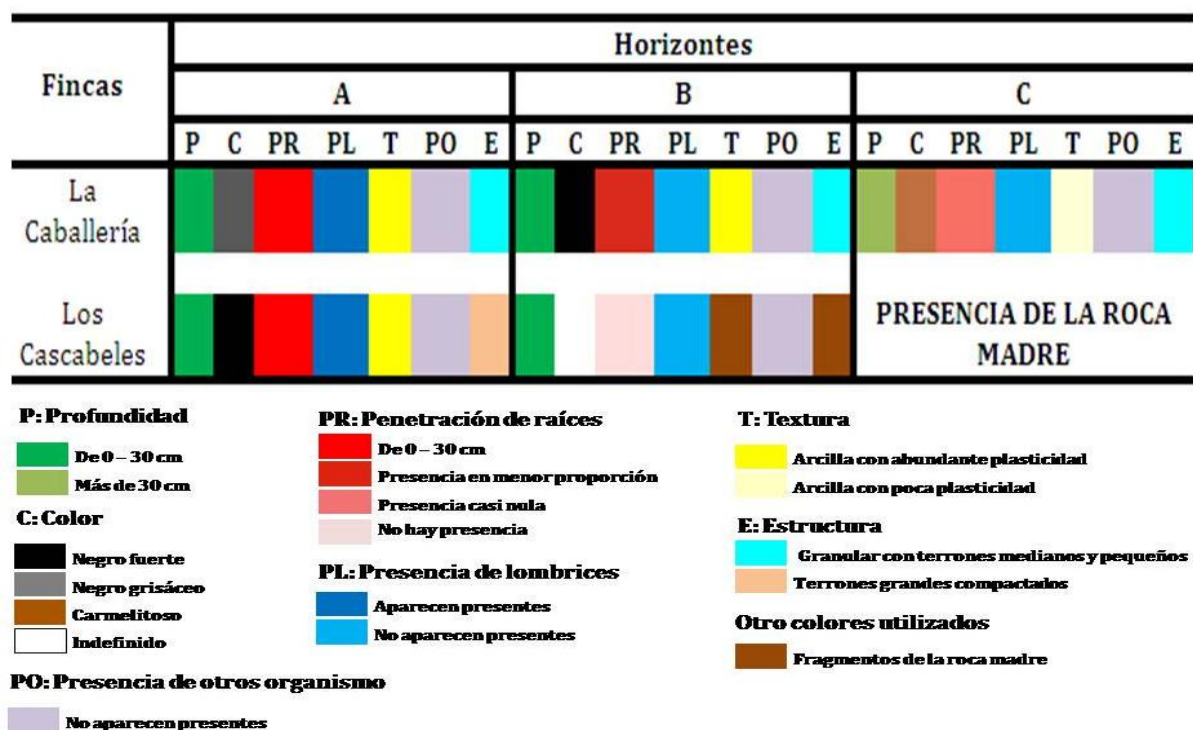 Fincas
Horizontes
A B C
P C PR PL T PO E P C PR PL T PO E P C PR PL T PO E
La
Caballería
Los
Cascabeles
PRESENCIA DE LA ROCA
MADRE
P: Profundidad
De 0 – 30 cm
Más de 30 cm
C: Color
Negro fuerte
Negro grisáceo
Carmelitoso
Indefinido
PO: Presencia de otros organismo
No aparecen presentes
PR: Penetración de raíces
De 0 – 30 cm
Presencia en menor proporción
Presencia casi nula
No hay presencia
PL: Presencia de lombrices
Aparecen presentes
No aparecen presentes
T: Textura
Arcilla con abundante plasticidad
Arcilla con poca plasticidad
E: Estructura
Granular con terrones medianos y pequeños
Terrones grandes compactados
Otro colores utilizados
Fragmentos de la roca madre